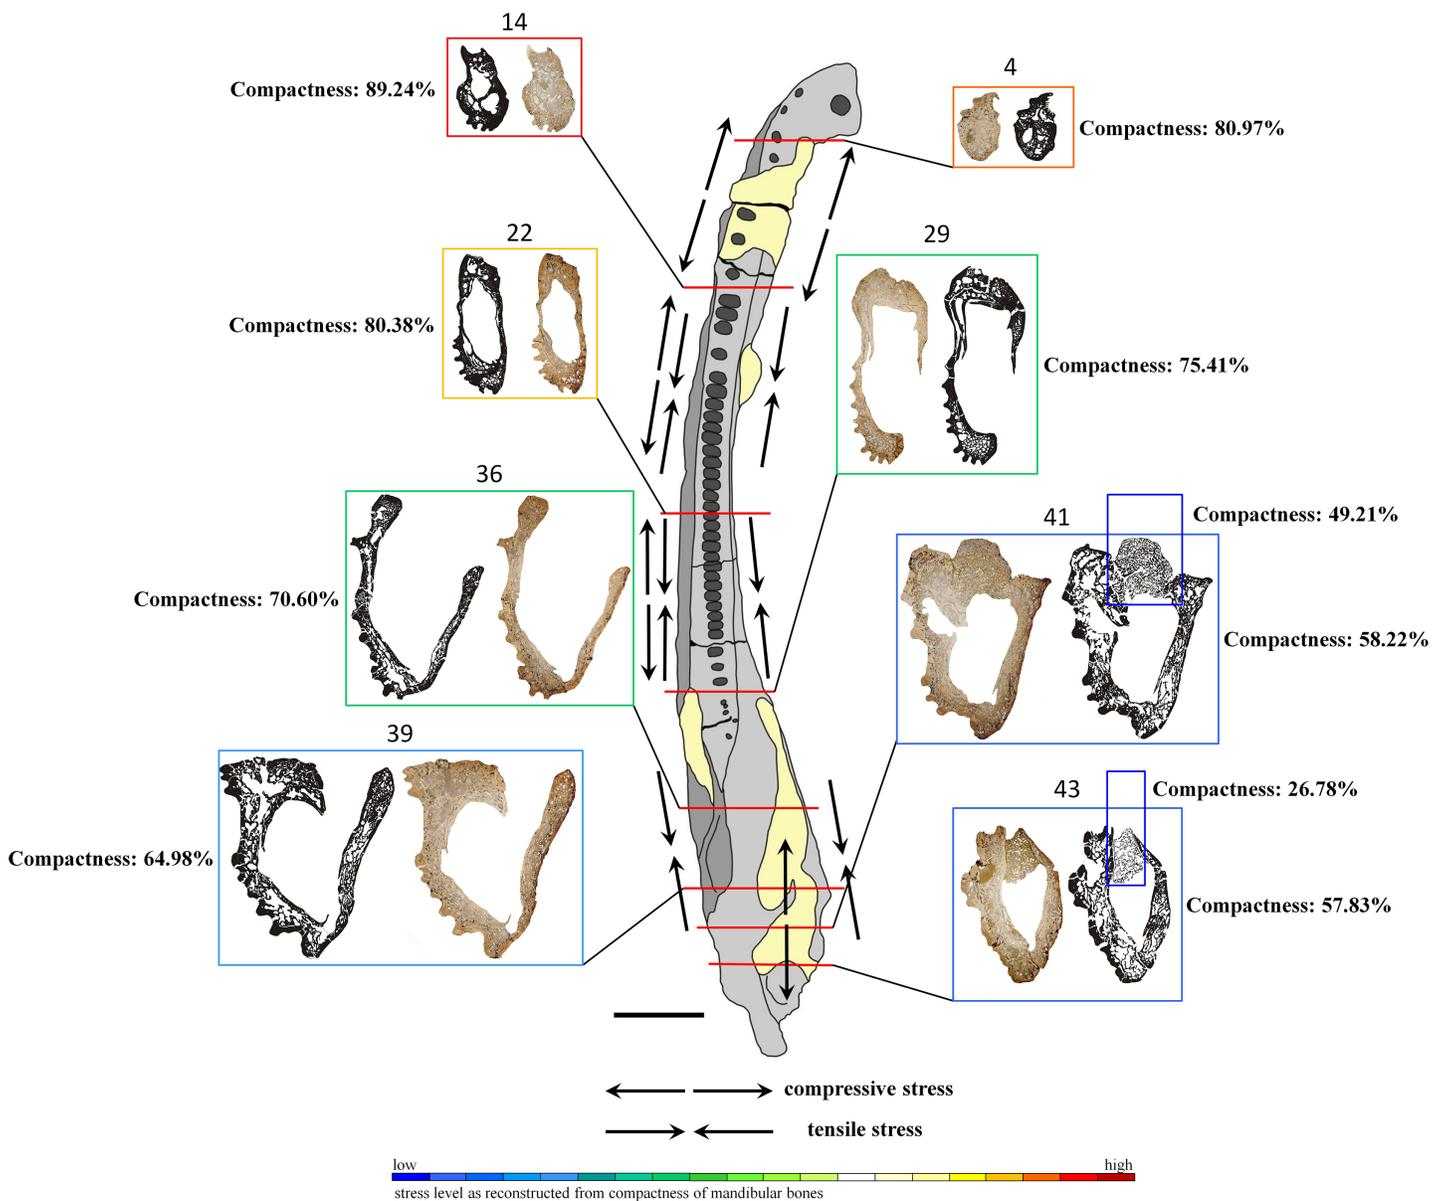 14
Compactness: 89.24%
4
Compactness: 80.97%
22
Compactness: 80.38%
29
Compactness: 75.41%
36
Compactness: 70.60%
41
Compactness: 49.21%
Compactness: 58.22%
39
Compactness: 64.98%
43
Compactness: 26.78%
Compactness: 57.83%
compressive stress
tensile stress
low
high
stress level as reconstructed from compactness of mandibular bones